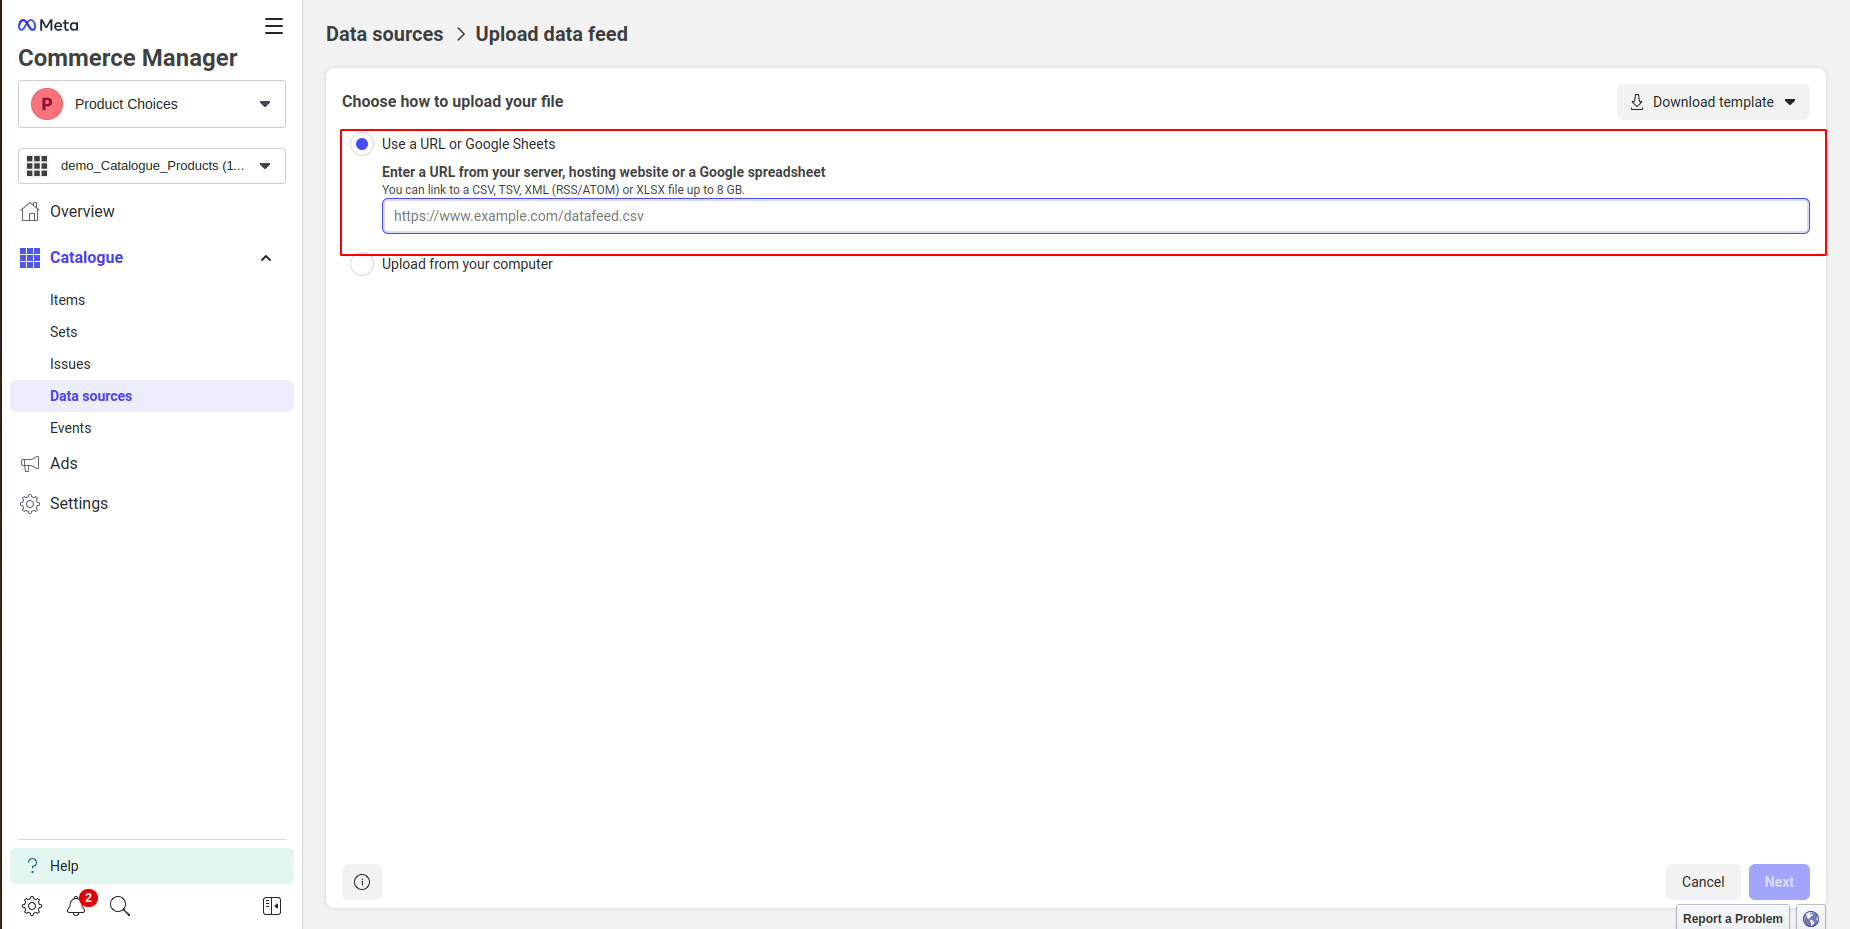 Meta
Commerce Manager
P
Product Choices
demo_Catalogue_Products (1...
Overview
Catalogue
Items
Sets
Issues
Data sources
Events
Ads
Settings
? Help
2
Data sources > Upload data feed
Choose how to upload your file
Download template
Use a URL or Google Sheets
Enter a URL from your server, hosting website or a Google spreadsheet
You can link to a CSV, TSV, XML (RSS/ATOM) or XLSX file up to 8 GB.
https://www.example.com/datafeed.csv
Upload from your computer
Cancel
Next
Report a Problem